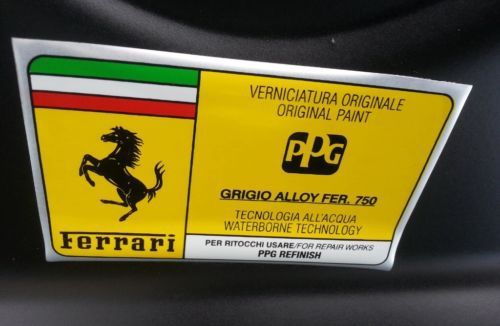 VERNICIATURA ORIGINALE
ORIGINAL PAINT
PPG
GRIGIO ALLOY FER. 750
TECNOLOGIA ALL'ACQUA
WATERBORNE TECHNOLOGY
Ferrari
PER RITOCCHI USARE/FOR REPAIR WORKS
PPG REFINISH